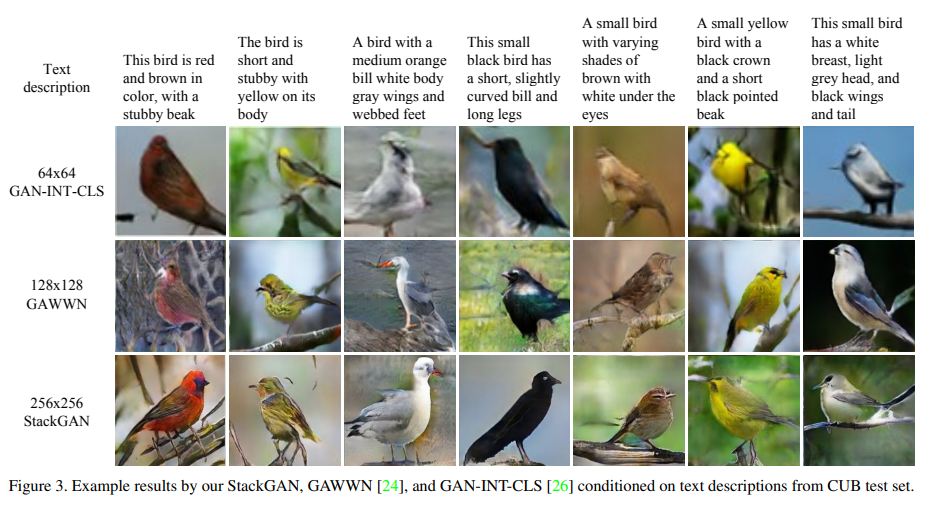 Text
description
This bird is red
and brown in
color, with a
stubby beak
The bird is
short and
stubby with
yellow on its
body
A bird with a
medium orange
bill white body
gray wings and
webbed feet
This small
black bird has
a short, slightly
curved bill and
long legs
A small bird
with varying
shades of
brown with
white under the
eyes
A small yellow
bird with a
black crown
and a short
black pointed
beak
This small bird
has a white
breast, light
grey head, and
black wings
and tail
64x64
GAN-INT-CLS
128x128
GAWWN
256x256
StackGAN
Figure 3. Example results by our StackGAN, GAWWN [24], and GAN-INT-CLS [26] conditioned on text descriptions from CUB test set.